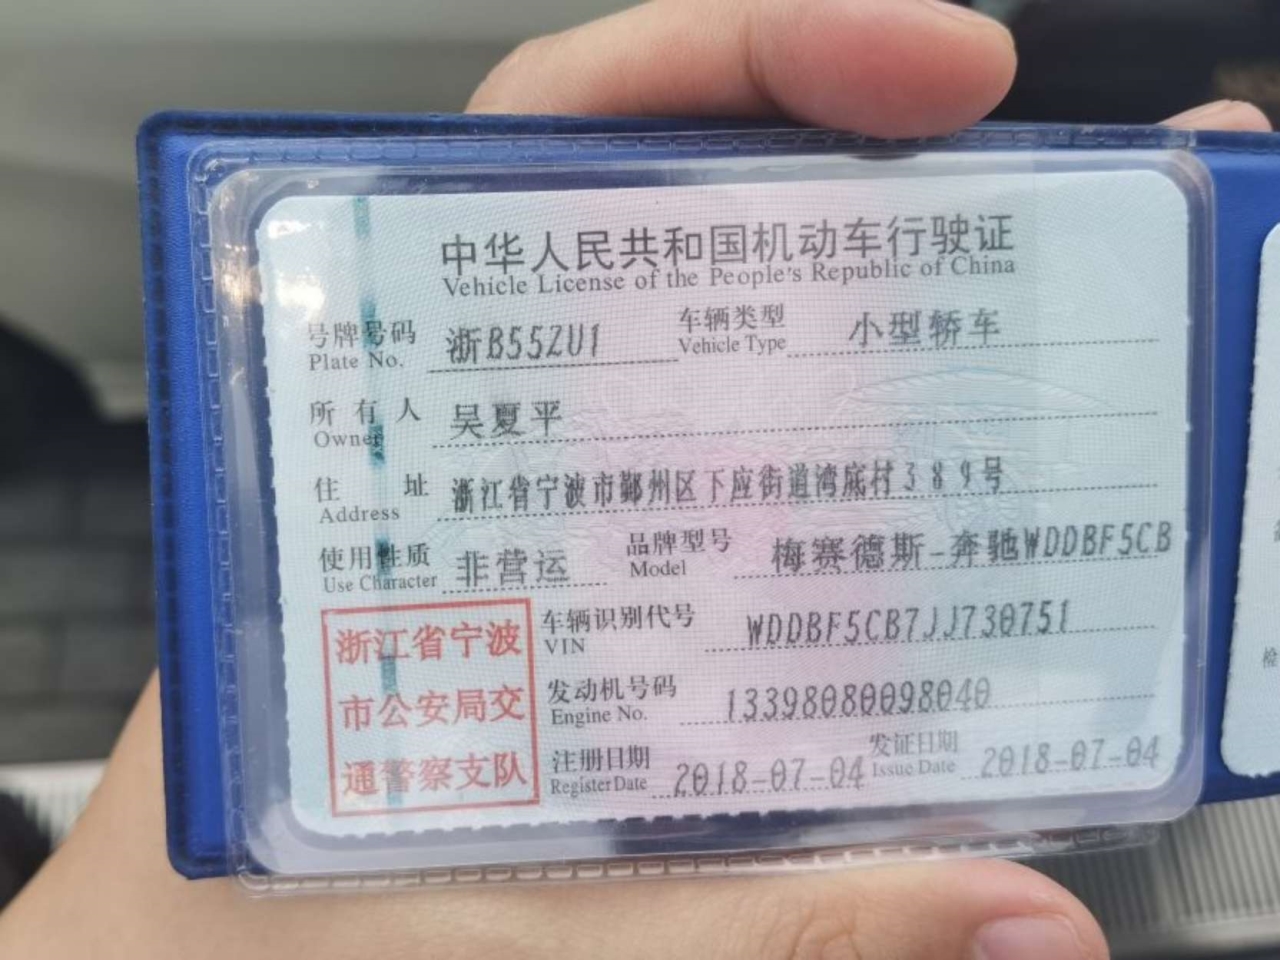 中华人民共和国机动车行驶证
Vehicle License of the People's Republic of China
号牌号码 浙B55ZU1 车辆类型 小型轿车
Plate No. Vehicle Type
所有人 吴夏平
Owner
住址 浙江省宁波市鄞州区下应街道湾底村389号
Address
使用性质 非营运 品牌型号 梅赛德斯-奔驰WDDBF5CB
Use Character Model
浙江省宁波
市公安局交
通警察支队
车辆识别代号 WDDBF5CB7JJ730751
VIN
发动机号码 13398080098040
Engine No.
注册日期 2018-07-04 发证日期 2018-07-04
Register Date Issue Date
检